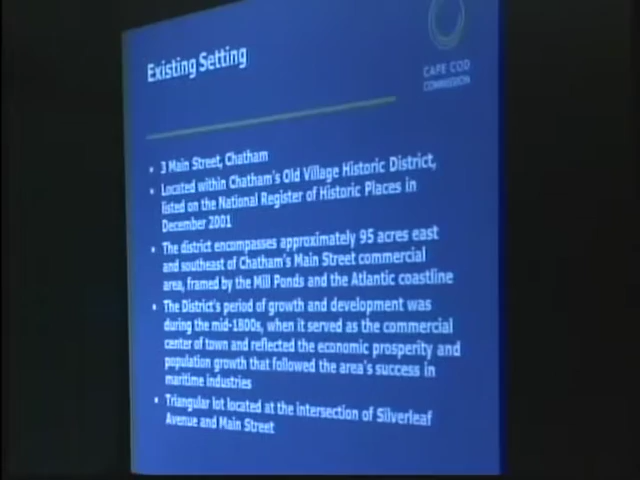 Existing Setting
CAPE COD
COMMISSION
• 3 Main Street, Chatham
• Located within Chatham's Old Village Historic District,
listed on the National Register of Historic Places in
December 2001
• The district encompasses approximately 95 acres east
and southeast of Chatham's Main Street commercial
area, framed by the Mill Ponds and the Atlantic coastline
• The District's period of growth and development was
during the mid-1800s, when it served as the commercial
center of town and reflected the economic prosperity and
population growth that followed the area's success in
maritime industries
• Triangular lot located at the intersection of Silverleaf
Avenue and Main Street